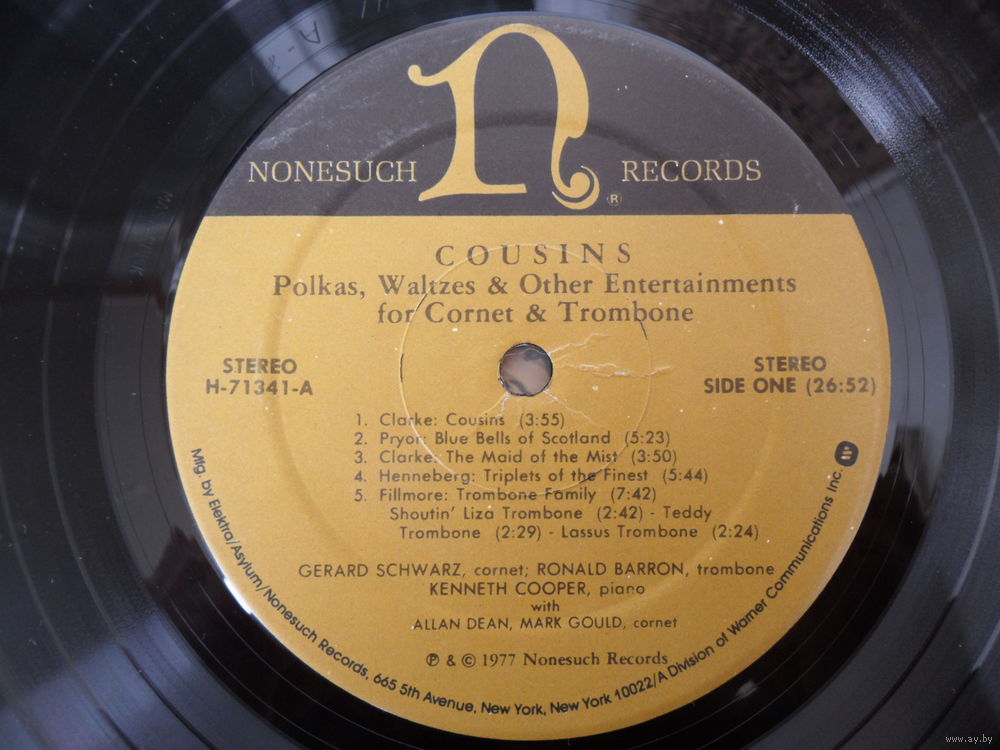 n
NONESUCH RECORDS
®
COUSINS
Polkas, Waltzes & Other Entertainments
for Cornet & Trombone
STEREO
H-71341-A
STEREO
SIDE ONE (26:52)
1. Clarke: Cousins (3:55)
2. Pryor: Blue Bells of Scotland (5:23)
3. Clarke: The Maid of the Mist (3:50)
4. Henneberg: Triplets of the Finest (5:44)
5. Fillmore: Trombone Family (7:42)
Shoutin' Liza Trombone (2:42) - Teddy
Trombone (2:29) - Lassus Trombone (2:24)
GERARD SCHWARZ, cornet; RONALD BARRON, trombone
KENNETH COOPER, piano
with
ALLAN DEAN, MARK GOULD, cornet
℗ & © 1977 Nonesuch Records
Mfg. by Elektra/Asylum/Nonesuch Records, 665 5th Avenue, New York, New York 10022/A Division of Warner Communications Inc.
www.ay.by